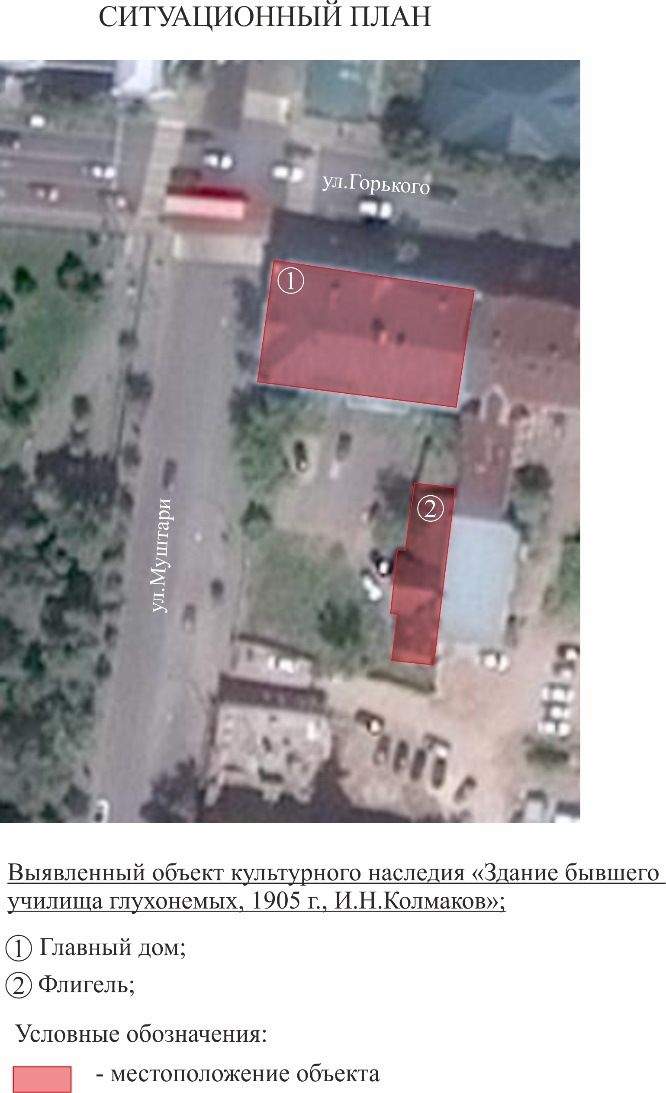 СИТУАЦИОННЫЙ ПЛАН
ул.Горького
1
2
ул.Муштари
Выявленный объект культурного наследия «Здание бывшего
училища глухонемых, 1905 г., И.Н.Колмаков»;
1 Главный дом;
2 Флигель;
Условные обозначения:
- местоположение объекта